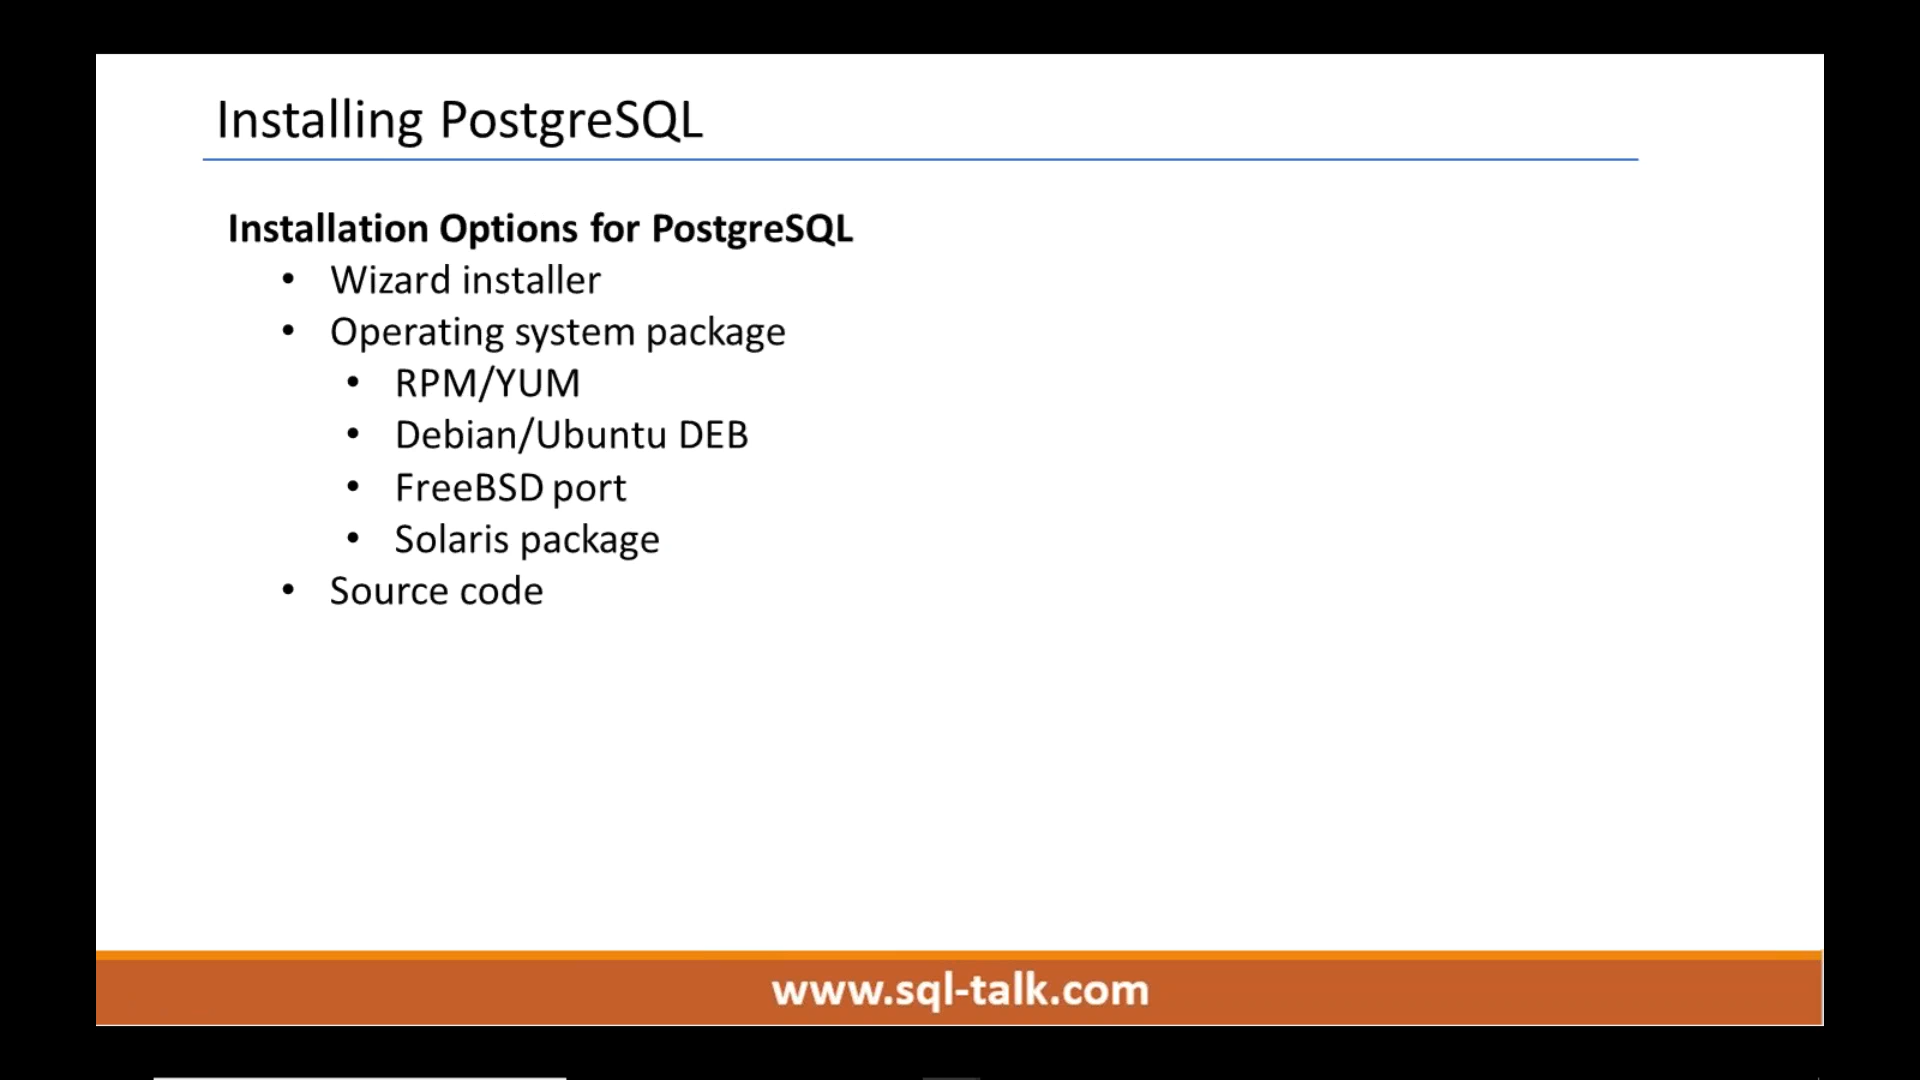 Installing PostgreSQL
Installation Options for PostgreSQL
• Wizard installer
• Operating system package
• RPM/YUM
• Debian/Ubuntu DEB
• FreeBSD port
• Solaris package
• Source code
www.sql-talk.com